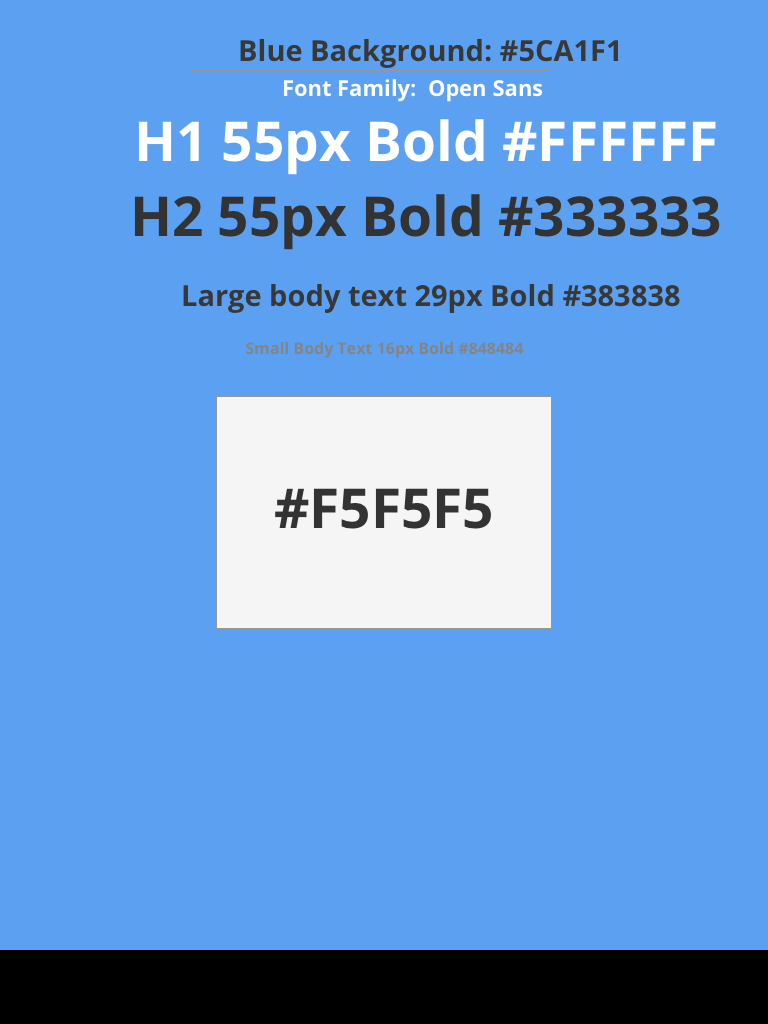 Blue Background: #5CA1F1
Font Family:  Open Sans
H1 55px Bold #FFFFFF
H2 55px Bold #333333
Large body text 29px Bold #383838
Small Body Text 16px Bold #848484
#F5F5F5